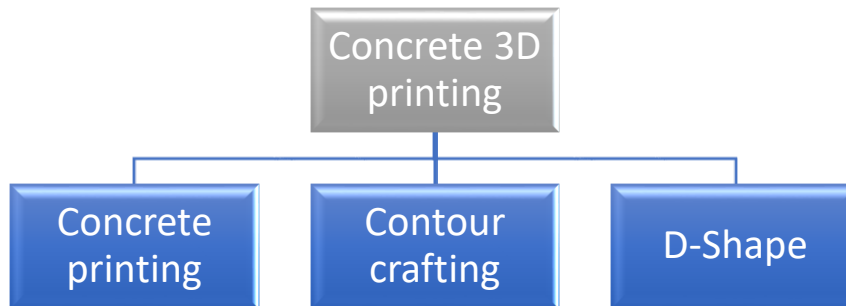 Concrete 3D
printing
Concrete
printing
Contour
crafting
D-Shape